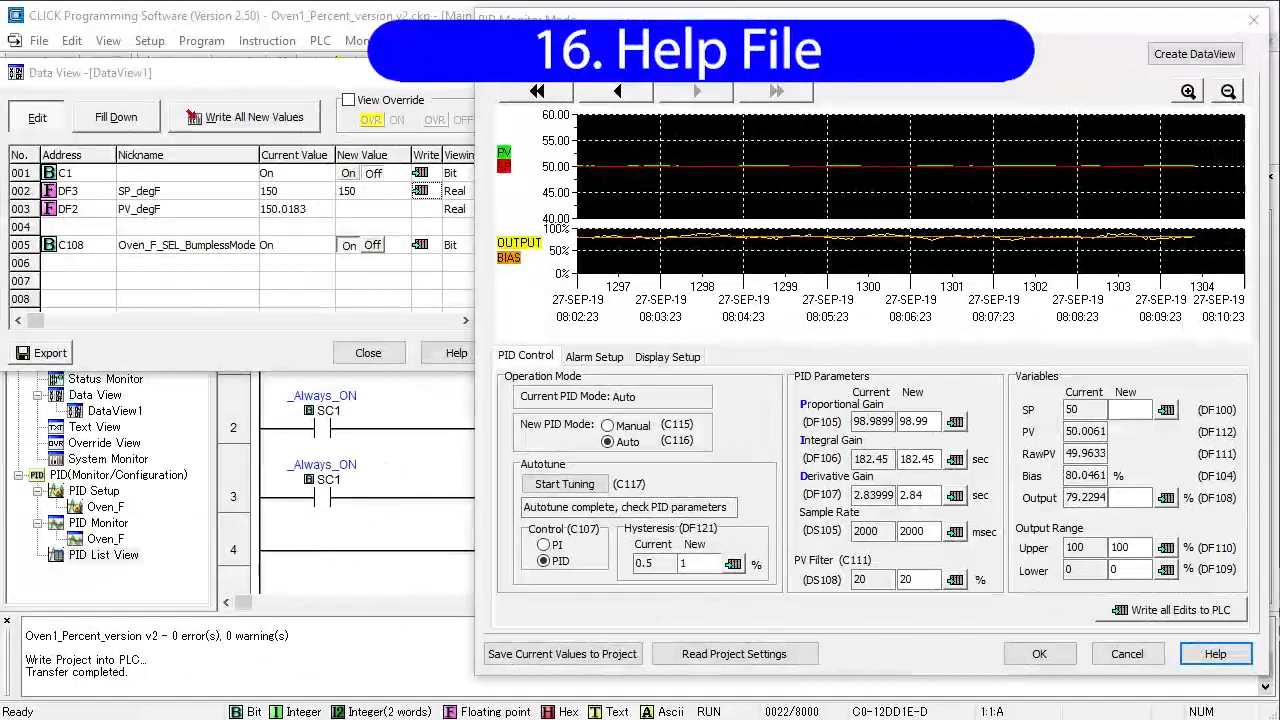 CLICK Programming Software (Version 2.50) - Oven1_Percent_version v2.ckp - [Main
PID Monitor Mode
16. Help File
File Edit View Setup Program Instruction PLC
Create DataView
Data View -[DataView1]
Edit
Fill Down
Write All New Values
View Override
OVR ON OVR OFF
No. Address Nickname Current Value New Value Write Viewin
001 B C1 On On Off Bit
002 F DF3 SP_degF 150 150 Real
003 F DF2 PV_degF 150.0183 Real
004
005 B C108 Oven_F_SEL_BumplessMode On On Off Bit
006
007
008
Export
Close
Help
60.00
55.00
PV
SP
50.00
45.00
40.00
100%
OUTPUT
50%
BIAS
0%
1297 1298 1299 1300 1301 1302 1303 1304
27-SEP-19 27-SEP-19 27-SEP-19 27-SEP-19 27-SEP-19 27-SEP-19 27-SEP-19 27-SEP-19 27-SEP-19
08:02:23 08:03:23 08:04:23 08:05:23 08:06:23 08:07:23 08:08:23 08:09:23 08:10:23
PID Control Alarm Setup Display Setup
Operation Mode
Current PID Mode: Auto
New PID Mode: Manual (C115)
Auto (C116)
Autotune
Start Tuning (C117)
Autotune complete, check PID parameters
Control (C107)
PI
PID
Hysteresis (DF121)
Current New
0.5 1 %
PID Parameters
Current New
Proportional Gain
(DF105) 98.9899 98.99
Integral Gain
(DF106) 182.45 182.45 sec
Derivative Gain
(DF107) 2.83999 2.84 sec
Sample Rate
(DS105) 2000 2000 msec
PV Filter (C111)
(DS108) 20 20 %
Variables
Current New
SP 50 (DF100)
PV 50.0061 (DF112)
RawPV 49.9633 (DF111)
Bias 80.0461 % (DF104)
Output 79.2294 % (DF108)
Output Range
Upper 100 100 % (DF110)
Lower 0 0 % (DF109)
Write all Edits to PLC
Save Current Values to Project
Read Project Settings
OK
Cancel
Help
Status Monitor
Data View
DataView1
Text View
Override View
System Monitor
PID(Monitor/Configuration)
PID Setup
Oven_F
PID Monitor
Oven_F
PID List View
_Always_ON
B SC1
2
_Always_ON
B SC1
3
4
Oven1_Percent_version v2 - 0 error(s), 0 warning(s)
Write Project into PLC...
Transfer completed.
Ready B Bit I Integer I2 Integer(2 words) F Floating point H Hex T Text A Ascii RUN 0022/8000 C0-12DD1E-D 1:1:A NUM